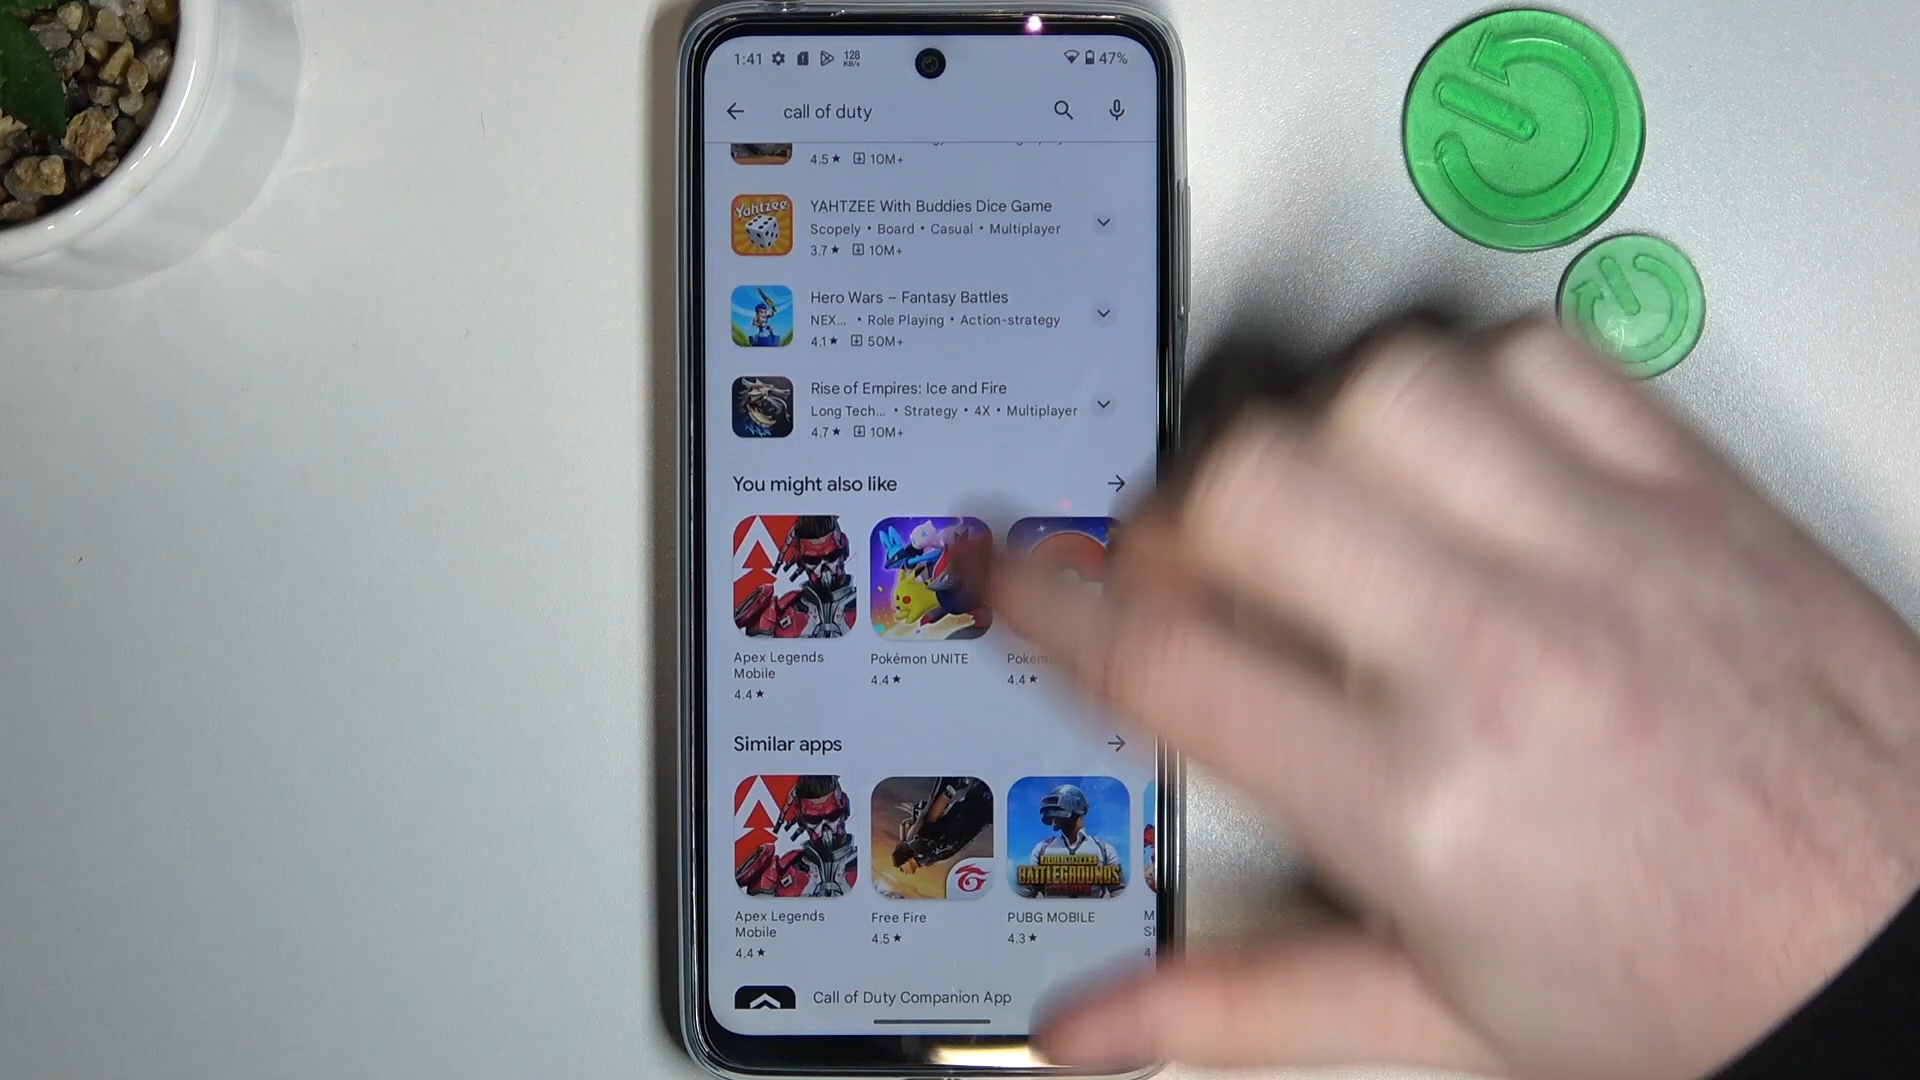 1:41 128 KB/s 47%
call of duty
4.5★ 10M+
Yahtzee
YAHTZEE With Buddies Dice Game
Scopely • Board • Casual • Multiplayer
3.7★ 10M+
Hero Wars – Fantasy Battles
NEX... • Role Playing • Action-strategy
4.1★ 50M+
Rise of Empires: Ice and Fire
Long Tech... • Strategy • 4X • Multiplayer
4.7★ 10M+
You might also like
Apex Legends Mobile
4.4★
Pokémon UNITE
4.4★
4.4★
Similar apps
BATTLEGROUNDS
Apex Legends Mobile
4.4★
Free Fire
4.5★
PUBG MOBILE
4.3★
Call of Duty Companion App